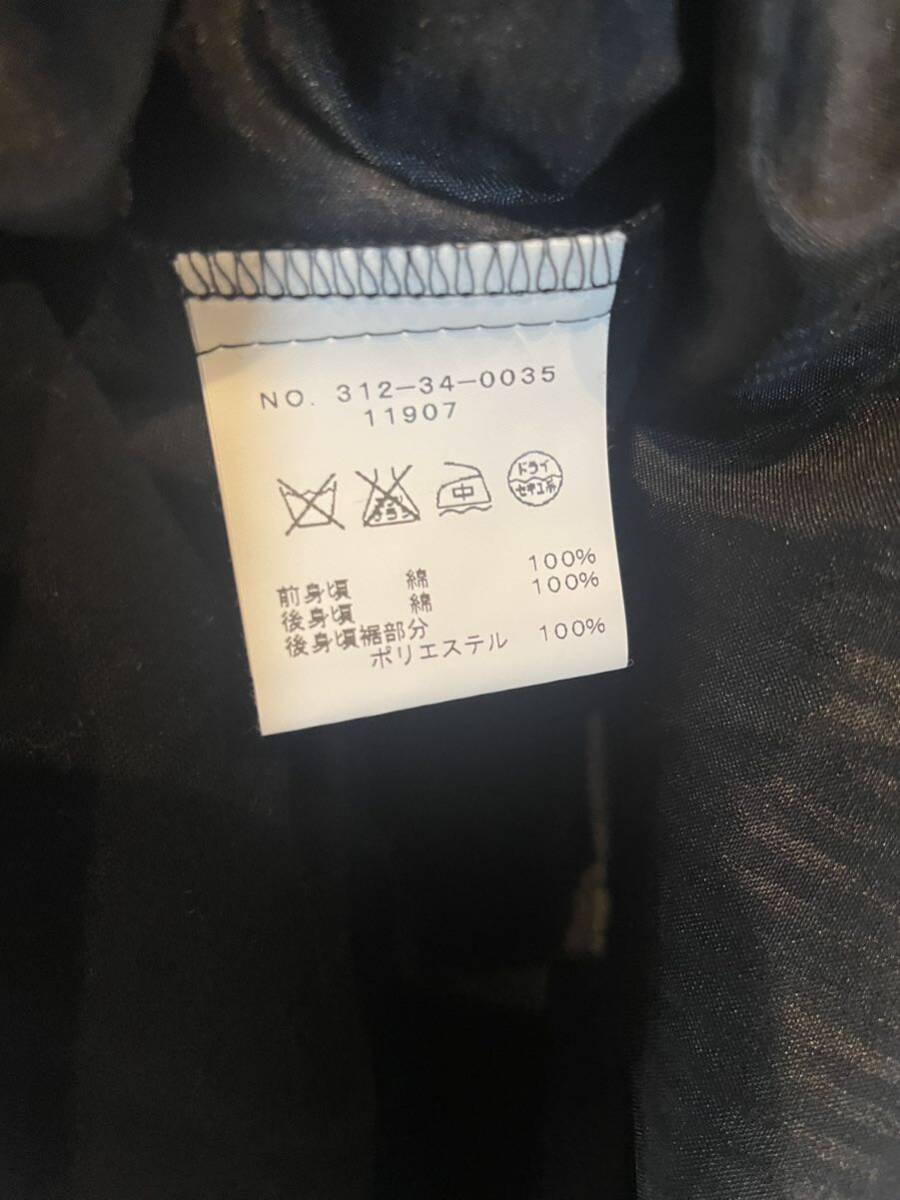 NO. 312-34-0035
11907
中
ドライ
セキユ系
前身頃 綿 100%
後身頃 綿 100%
後身頃裾部分
ポリエステル 100%